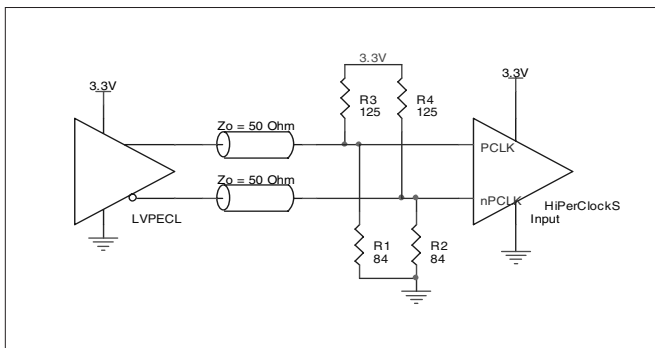 3.3V
3.3V
3.3V
R3
125
R4
125
Zo = 50 Ohm
PCLK
Zo = 50 Ohm
nPCLK
HiPerClockS
Input
LVPECL
R1
84
R2
84